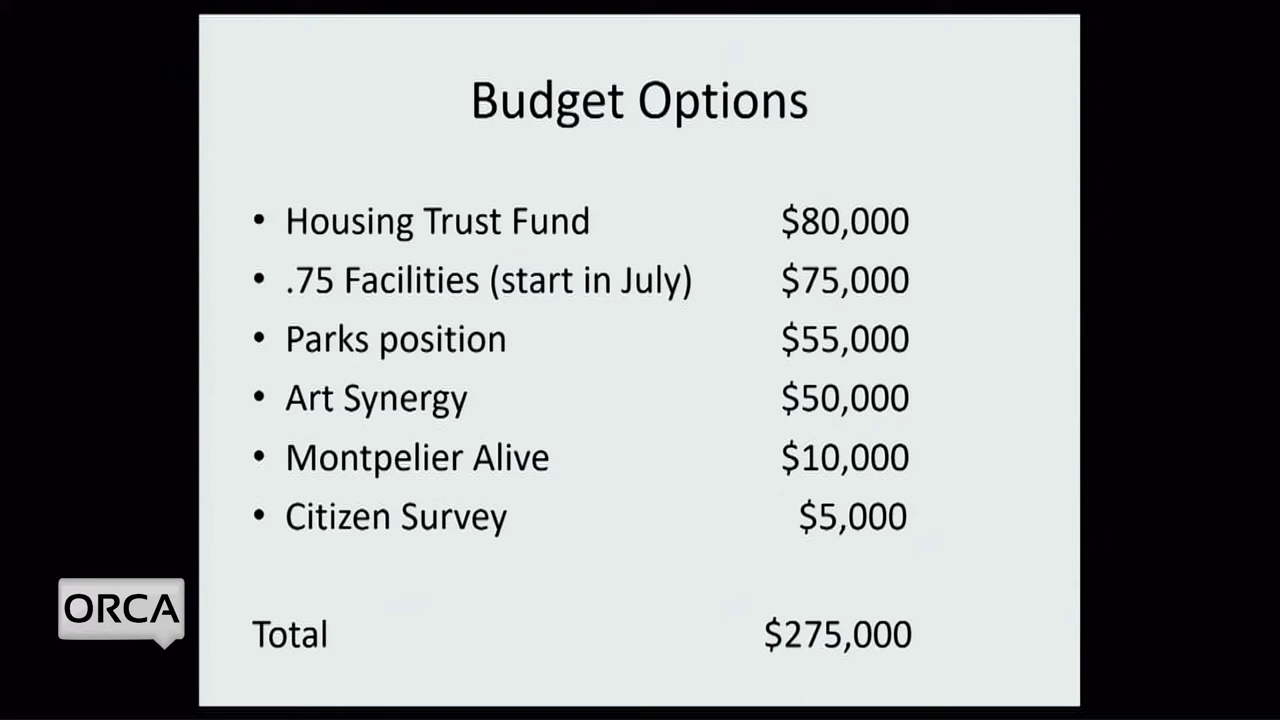 Budget Options
• Housing Trust Fund $80,000
• .75 Facilities (start in July) $75,000
• Parks position $55,000
• Art Synergy $50,000
• Montpelier Alive $10,000
• Citizen Survey $5,000
ORCA
Total $275,000